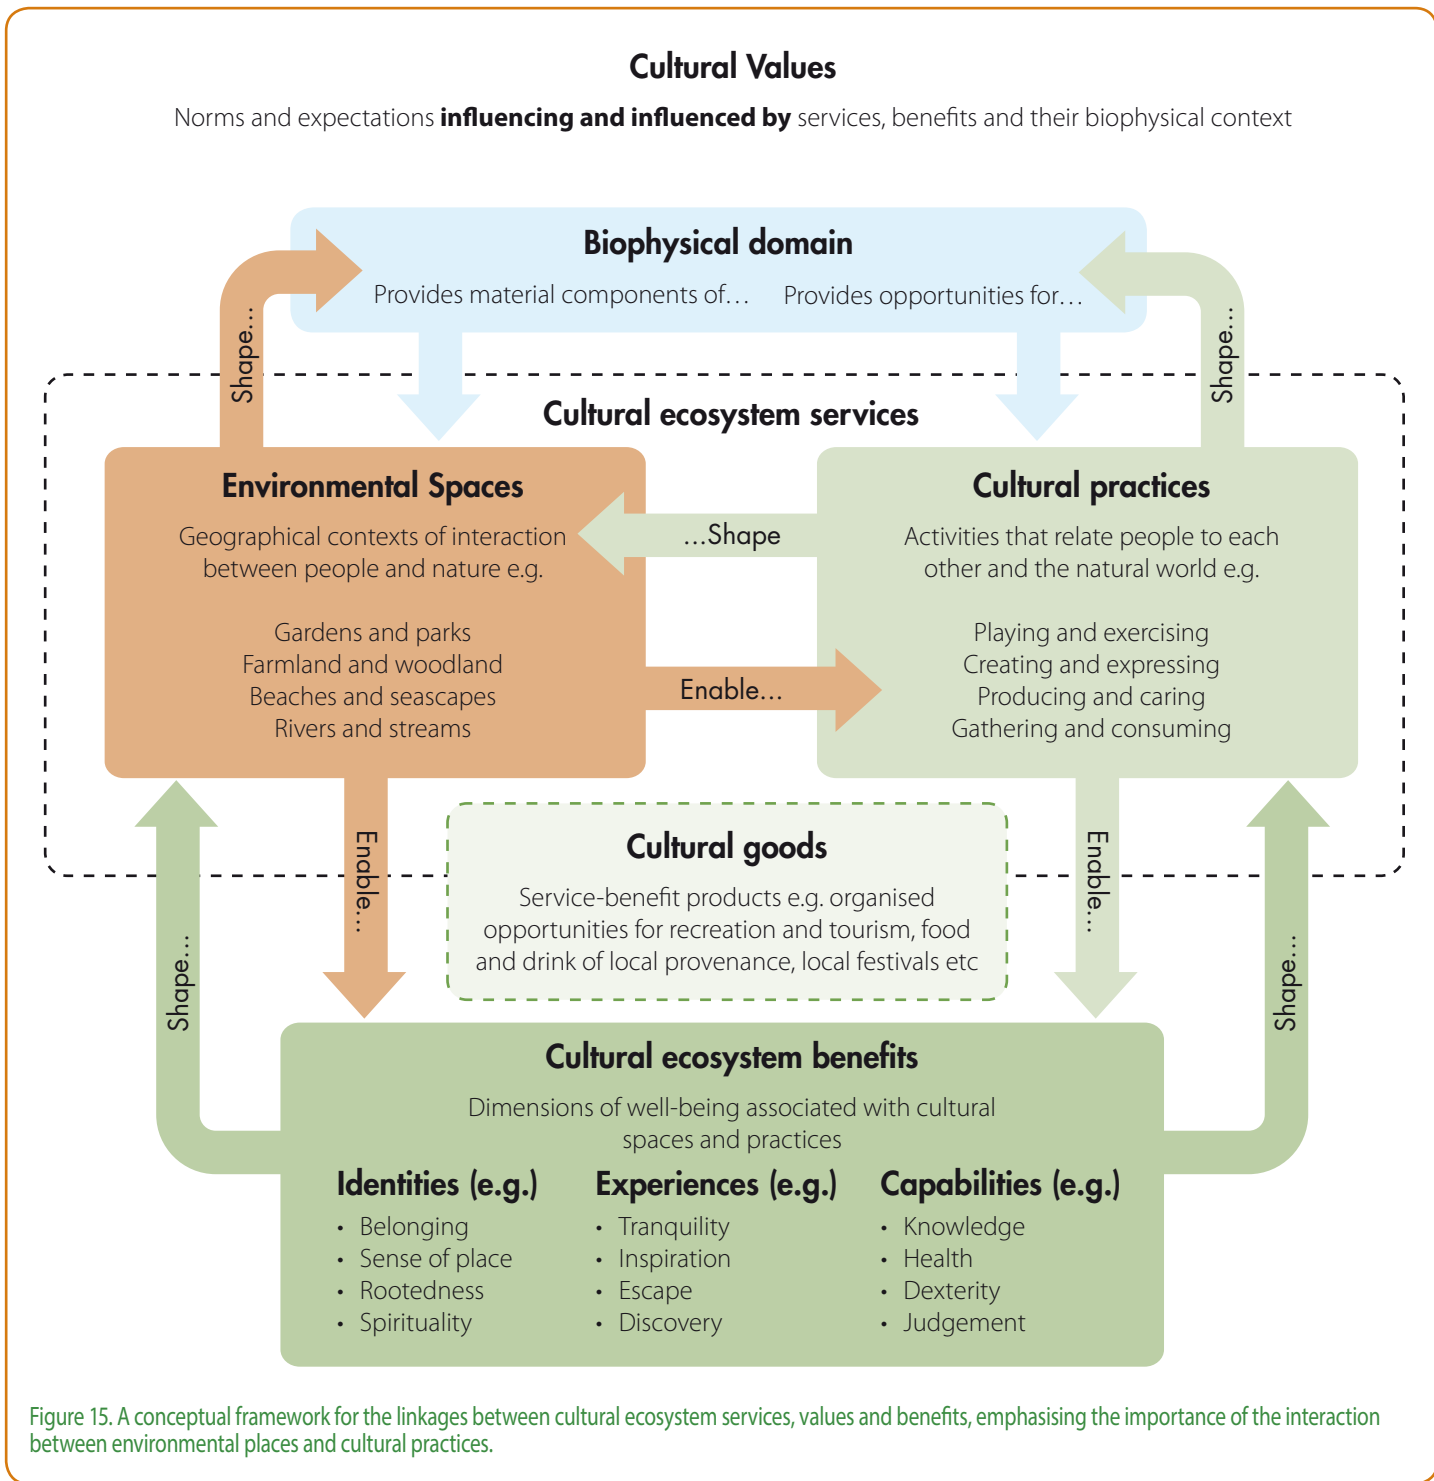 Cultural Values
Norms and expectations influencing and influenced by services, benefits and their biophysical context
Biophysical domain
Provides material components of…
Provides opportunities for…
Shape…
Shape…
Cultural ecosystem services
Environmental Spaces
Geographical contexts of interaction
between people and nature e.g.
Gardens and parks
Farmland and woodland
Beaches and seascapes
Rivers and streams
…Shape
Enable…
Cultural practices
Activities that relate people to each
other and the natural world e.g.
Playing and exercising
Creating and expressing
Producing and caring
Gathering and consuming
Enable…
Enable…
Cultural goods
Service-benefit products e.g. organised
opportunities for recreation and tourism, food
and drink of local provenance, local festivals etc
Shape…
Shape…
Cultural ecosystem benefits
Dimensions of well-being associated with cultural
spaces and practices
Identities (e.g.)
• Belonging
• Sense of place
• Rootedness
• Spirituality
Experiences (e.g.)
• Tranquility
• Inspiration
• Escape
• Discovery
Capabilities (e.g.)
• Knowledge
• Health
• Dexterity
• Judgement
Figure 15. A conceptual framework for the linkages between cultural ecosystem services, values and benefits, emphasising the importance of the interaction
between environmental places and cultural practices.